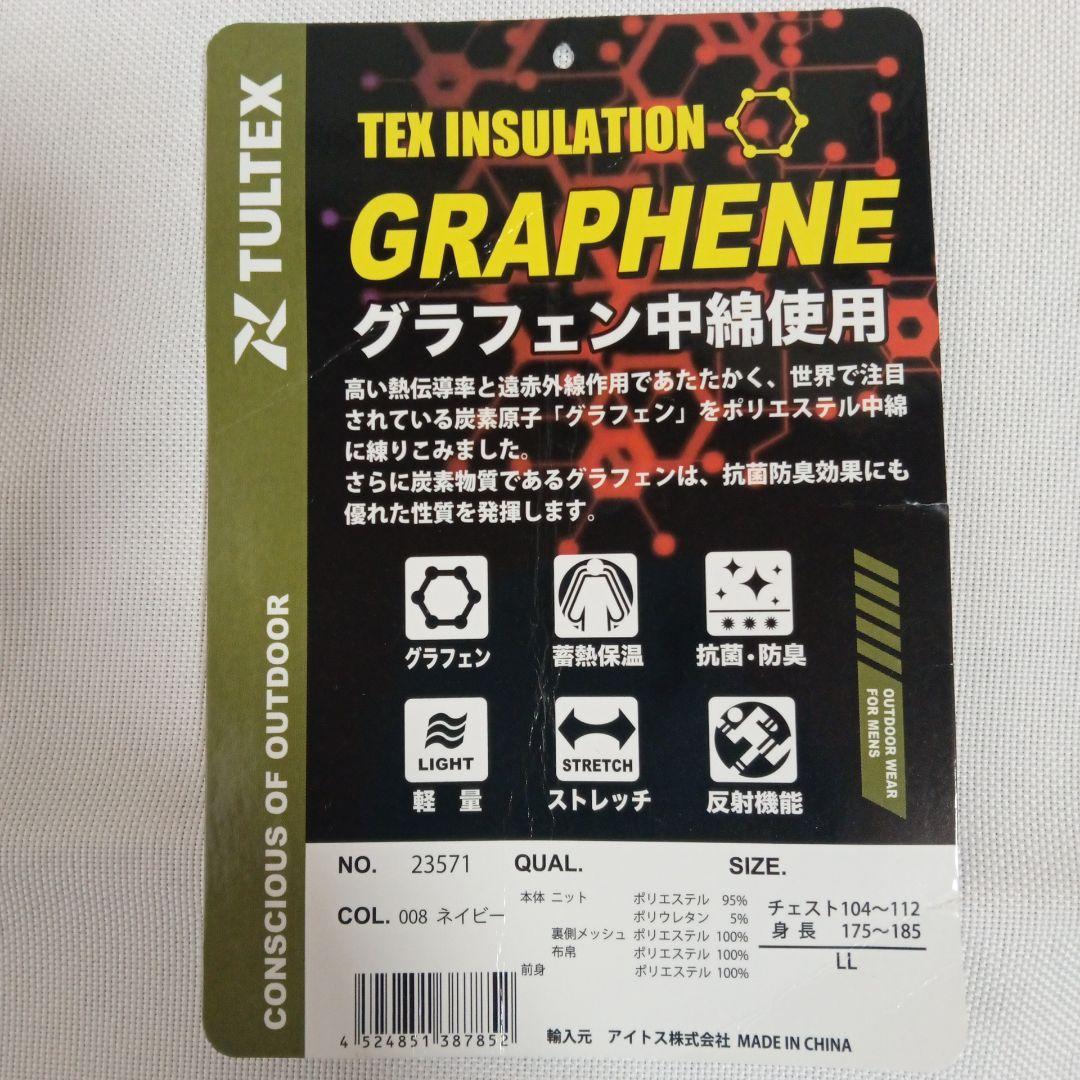 TULTEX
CONSCIOUS OF OUTDOOR
TEX INSULATION
GRAPHENE
グラフェン中綿使用
高い熱伝導率と遠赤外線作用であたたかく、世界で注目
されている炭素原子「グラフェン」をポリエステル中綿
に練りこみました。
さらに炭素物質であるグラフェンは、抗菌防臭効果にも
優れた性質を発揮します。
グラフェン
蓄熱保温
抗菌・防臭
LIGHT
軽 量
STRETCH
ストレッチ
反射機能
OUTDOOR WEAR
FOR MENS
NO. 23571
COL. 008 ネイビー
QUAL.
本体 ニット ポリエステル 95%
ポリウレタン 5%
裏側メッシュ ポリエステル 100%
布帛 ポリエステル 100%
前身 ポリエステル 100%
SIZE.
チェスト104～112
身 長 175～185
LL
4 524851 387852
輸入元 アイトス株式会社 MADE IN CHINA